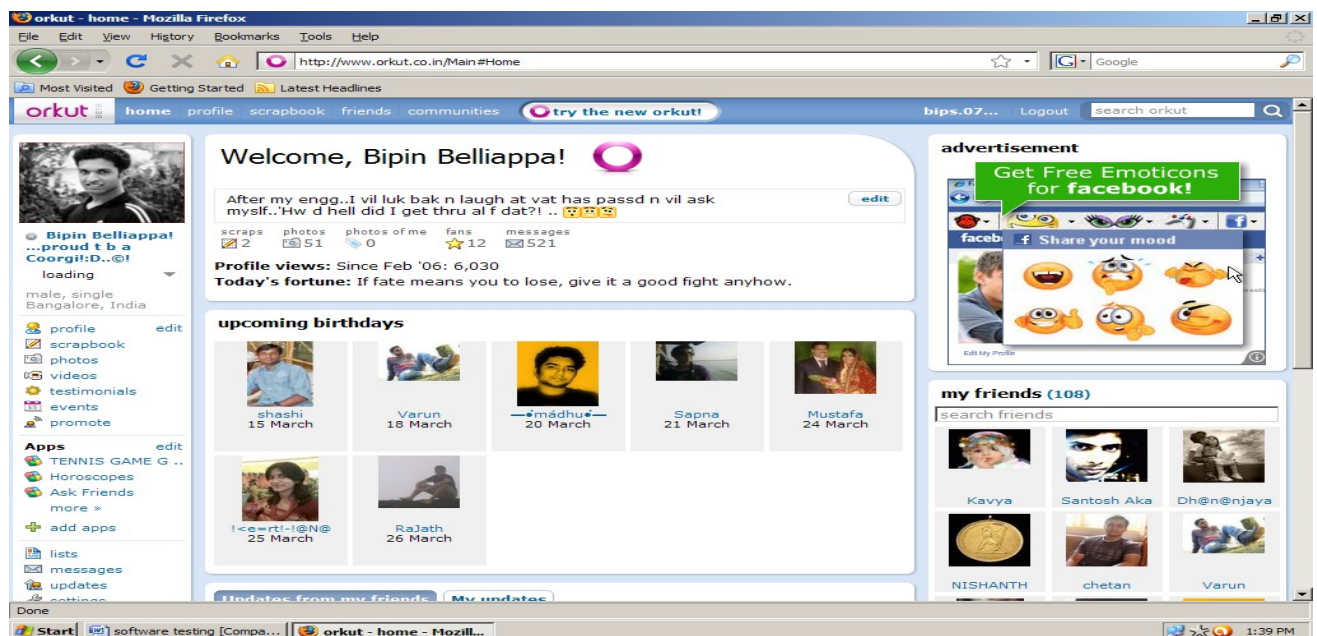 orkut - home - Mozilla Firefox
File Edit View History Bookmarks Tools Help
http://www.orkut.co.in/Main#Home
Google
Most Visited Getting Started Latest Headlines
orkut BETA home profile scrapbook friends communities try the new orkut! bips.07... Logout search orkut
Bipin Belliappa!
...proud t b a
Coorgi!:D..©!
loading
male, single
Bangalore, India
profile edit
scrapbook
photos
videos
testimonials
events
promote
Apps edit
TENNIS GAME G ..
Horoscopes
Ask Friends
more »
add apps
lists
messages
updates
settings
Welcome, Bipin Belliappa!
After my engg..I vil luk bak n laugh at vat has passd n vil ask
myslf..'Hw d hell did I get thru al f dat?! ..
edit
scraps photos photos of me fans messages
2 51 0 12 521
Profile views: Since Feb '06: 6,030
Today's fortune: If fate means you to lose, give it a good fight anyhow.
upcoming birthdays
shashi
15 March
Varun
18 March
—•mádhu•—
20 March
Sapna
21 March
Mustafa
24 March
!<e=rt!-!@N@
25 March
RaJath
26 March
Updates from my friends My updates
advertisement
Get Free Emoticons
for facebook!
faceb
Share your mood
Edit My Profile
my friends (108)
search friends
Kavya
Santosh Aka
Dh@n@njaya
NISHANTH
chetan
Varun
Done
Start software testing [Compa... orkut - home - Mozill... 1:39 PM